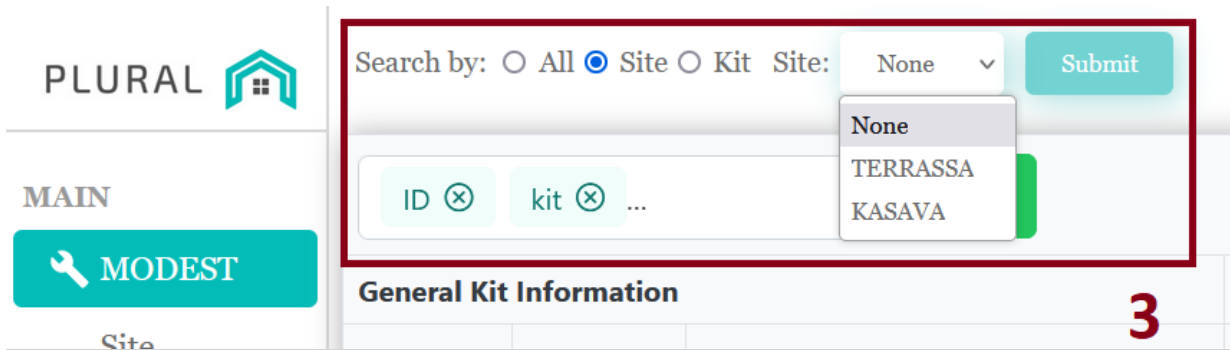 PLURAL
Search by: All Site Kit Site: None Submit
None
TERRASSA
KASAVA
ID kit ...
MAIN
MODEST
Site
General Kit Information
3